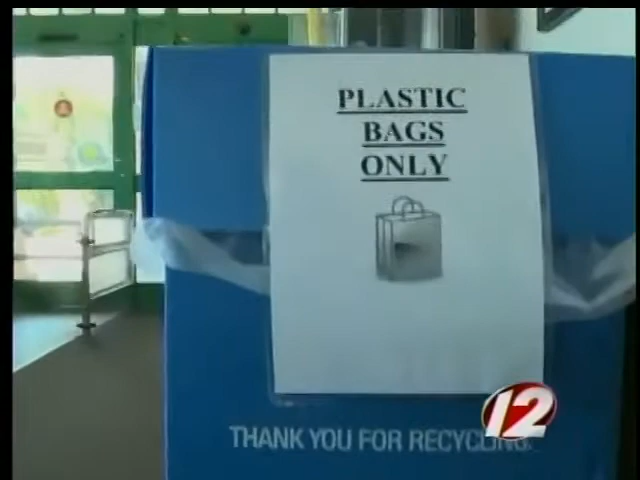 PLASTIC
BAGS
ONLY
THANK YOU FOR RECYCLING.
12